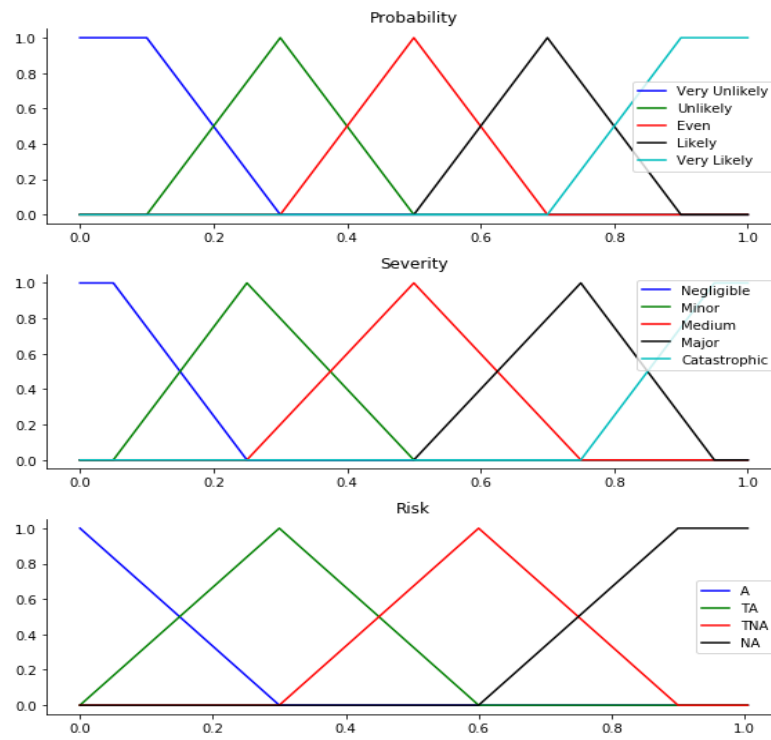 Probability
1.0
0.8
0.6
0.4
0.2
0.0
Very Unlikely
Unlikely
Even
Likely
Very Likely
0.0 0.2 0.4 0.6 0.8 1.0
Severity
1.0
0.8
0.6
0.4
0.2
0.0
Negligible
Minor
Medium
Major
Catastrophic
0.0 0.2 0.4 0.6 0.8 1.0
Risk
1.0
0.8
0.6
0.4
0.2
0.0
A
TA
TNA
NA
0.0 0.2 0.4 0.6 0.8 1.0